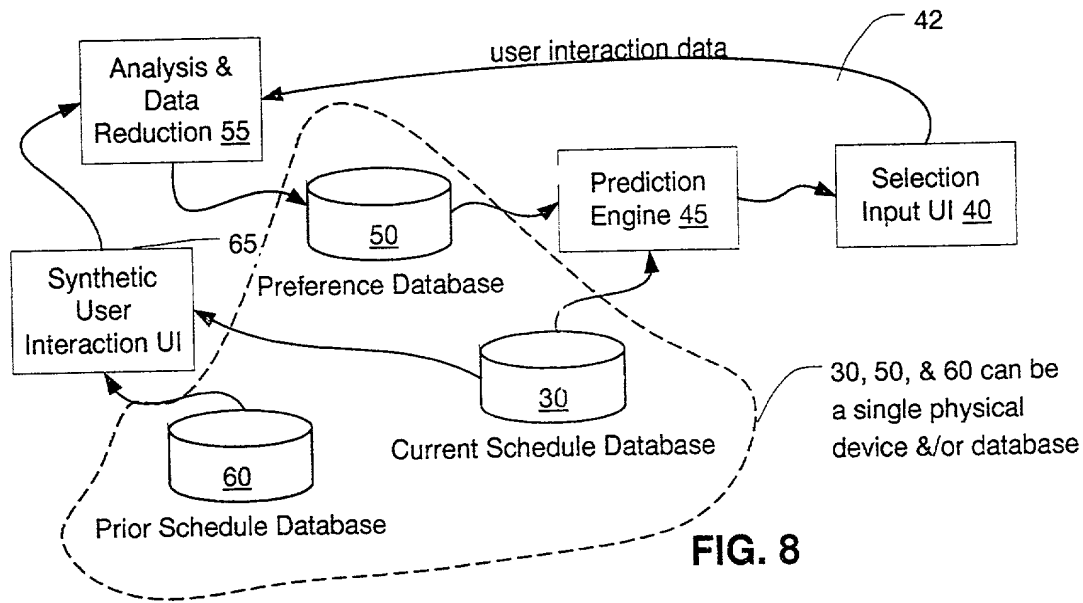 42
user interaction data
Analysis &
Data
Reduction 55
Prediction
Engine 45
Selection
Input UI 40
50
Preference Database
65
Synthetic
User
Interaction UI
30
Current Schedule Database
30, 50, & 60 can be
a single physical
device &/or database
60
Prior Schedule Database
FIG. 8